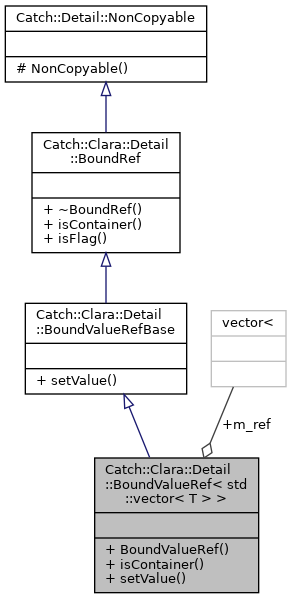 Catch::Detail::NonCopyable
# NonCopyable()
Catch::Clara::Detail
::BoundRef
+ ~BoundRef()
+ isContainer()
+ isFlag()
Catch::Clara::Detail
::BoundValueRefBase
+ setValue()
vector<
+m_ref
Catch::Clara::Detail
::BoundValueRef< std
::vector< T > >
+ BoundValueRef()
+ isContainer()
+ setValue()